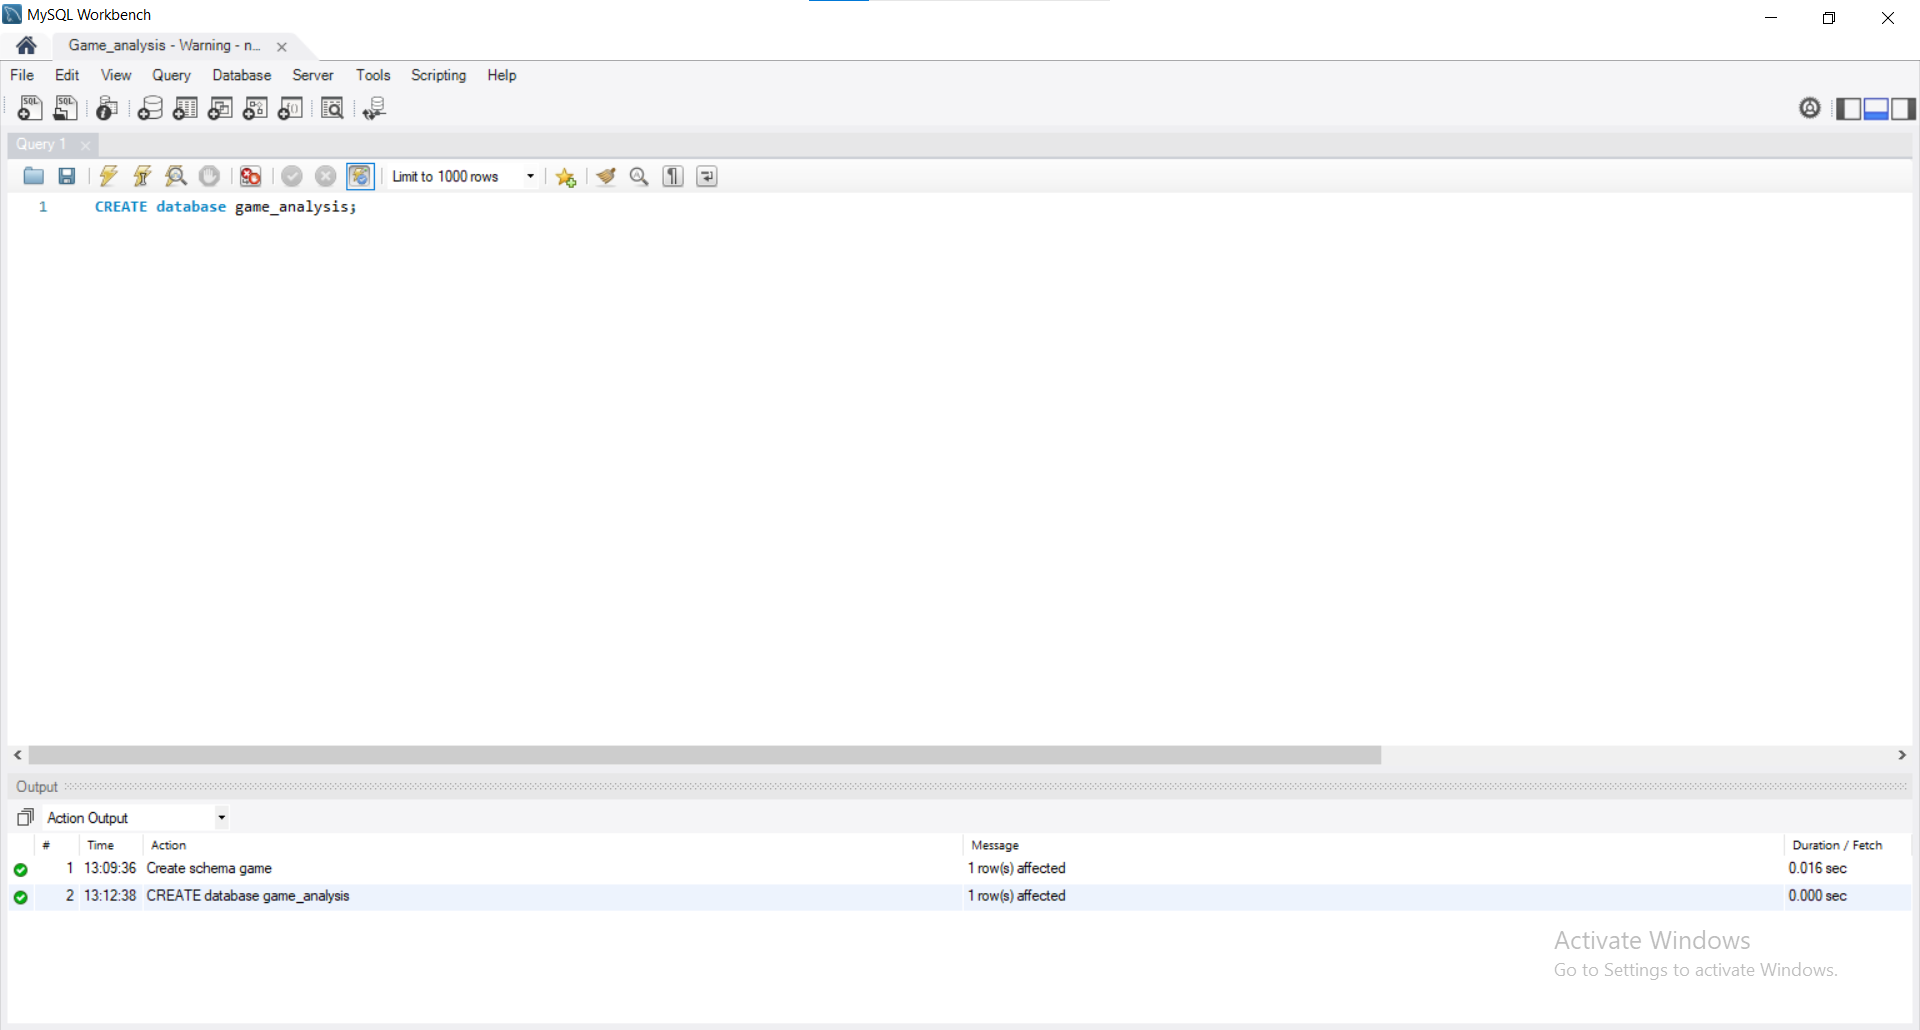 MySQL Workbench
Game_analysis - Warning - n...
File Edit View Query Database Server Tools Scripting Help
Query 1
Limit to 1000 rows
1 CREATE database game_analysis;
Output
Action Output
# Time Action Message Duration / Fetch
1 13:09:36 Create schema game 1 row(s) affected 0.016 sec
2 13:12:38 CREATE database game_analysis 1 row(s) affected 0.000 sec
Activate Windows
Go to Settings to activate Windows.